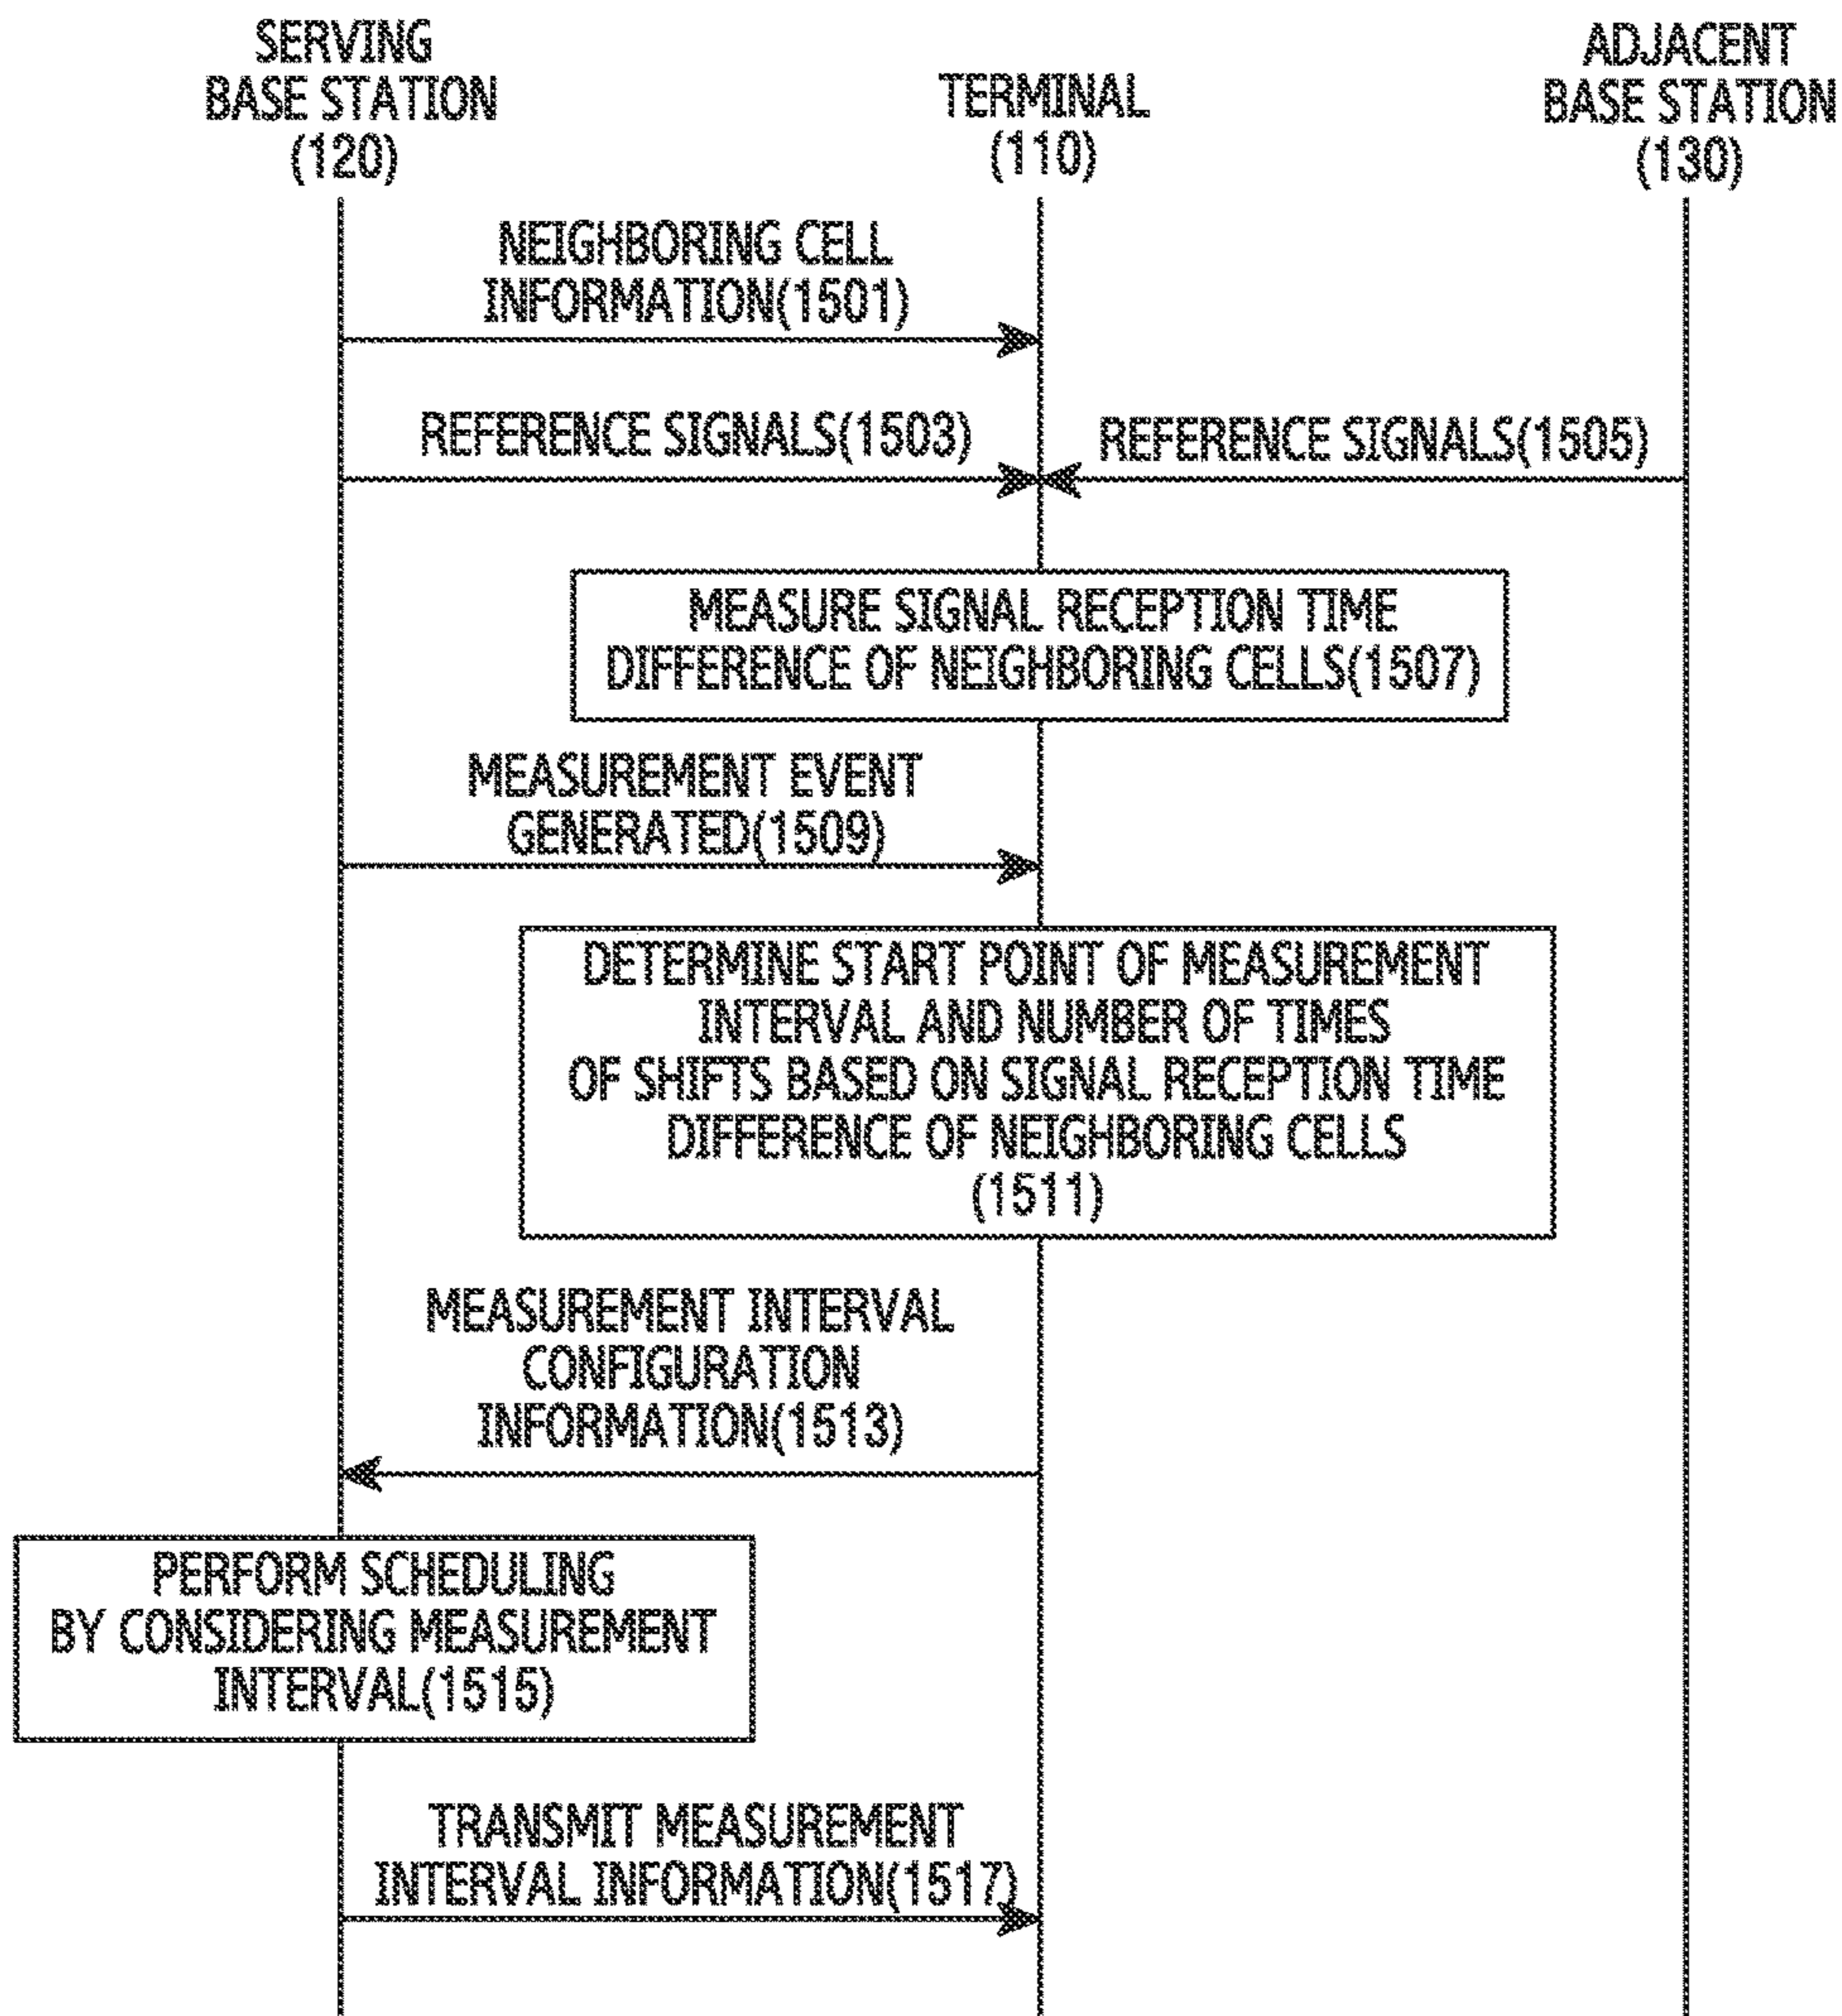 SERVING
BASE STATION
(120)
TERMINAL
(110)
ADJACENT
BASE STATION
(130)
NEIGHBORING CELL
INFORMATION(1501)
REFERENCE SIGNALS(1503)
REFERENCE SIGNALS(1505)
MEASURE SIGNAL RECEPTION TIME
DIFFERENCE OF NEIGHBORING CELLS(1507)
MEASUREMENT EVENT
GENERATED(1509)
DETERMINE START POINT OF MEASUREMENT
INTERVAL AND NUMBER OF TIMES
OF SHIFTS BASED ON SIGNAL RECEPTION TIME
DIFFERENCE OF NEIGHBORING CELLS
(1511)
MEASUREMENT INTERVAL
CONFIGURATION
INFORMATION(1513)
PERFORM SCHEDULING
BY CONSIDERING MEASUREMENT
INTERVAL(1515)
TRANSMIT MEASUREMENT
INTERVAL INFORMATION(1517)